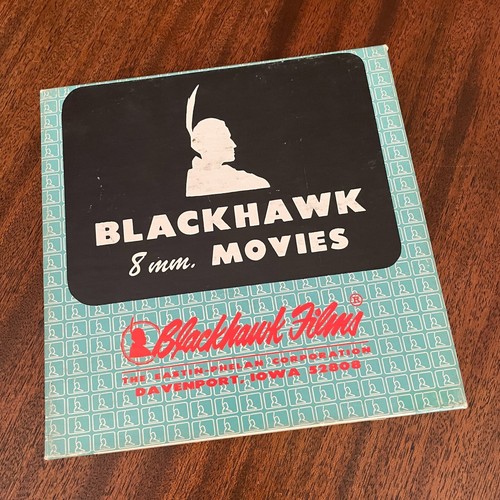 BLACKHAWK
8 mm. MOVIES
Blackhawk Films®
THE EASTIN-PHELAN CORPORATION
DAVENPORT, IOWA 52808